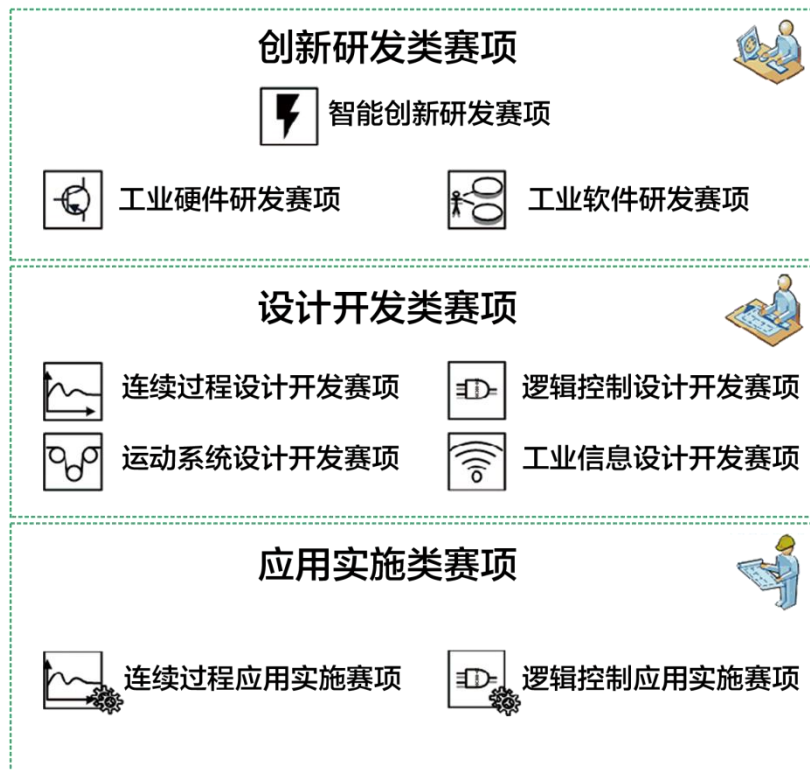 创新研发类赛项
智能创新研发赛项
工业硬件研发赛项
工业软件研发赛项
设计开发类赛项
连续过程设计开发赛项
逻辑控制设计开发赛项
运动系统设计开发赛项
工业信息设计开发赛项
应用实施类赛项
连续过程应用实施赛项
逻辑控制应用实施赛项